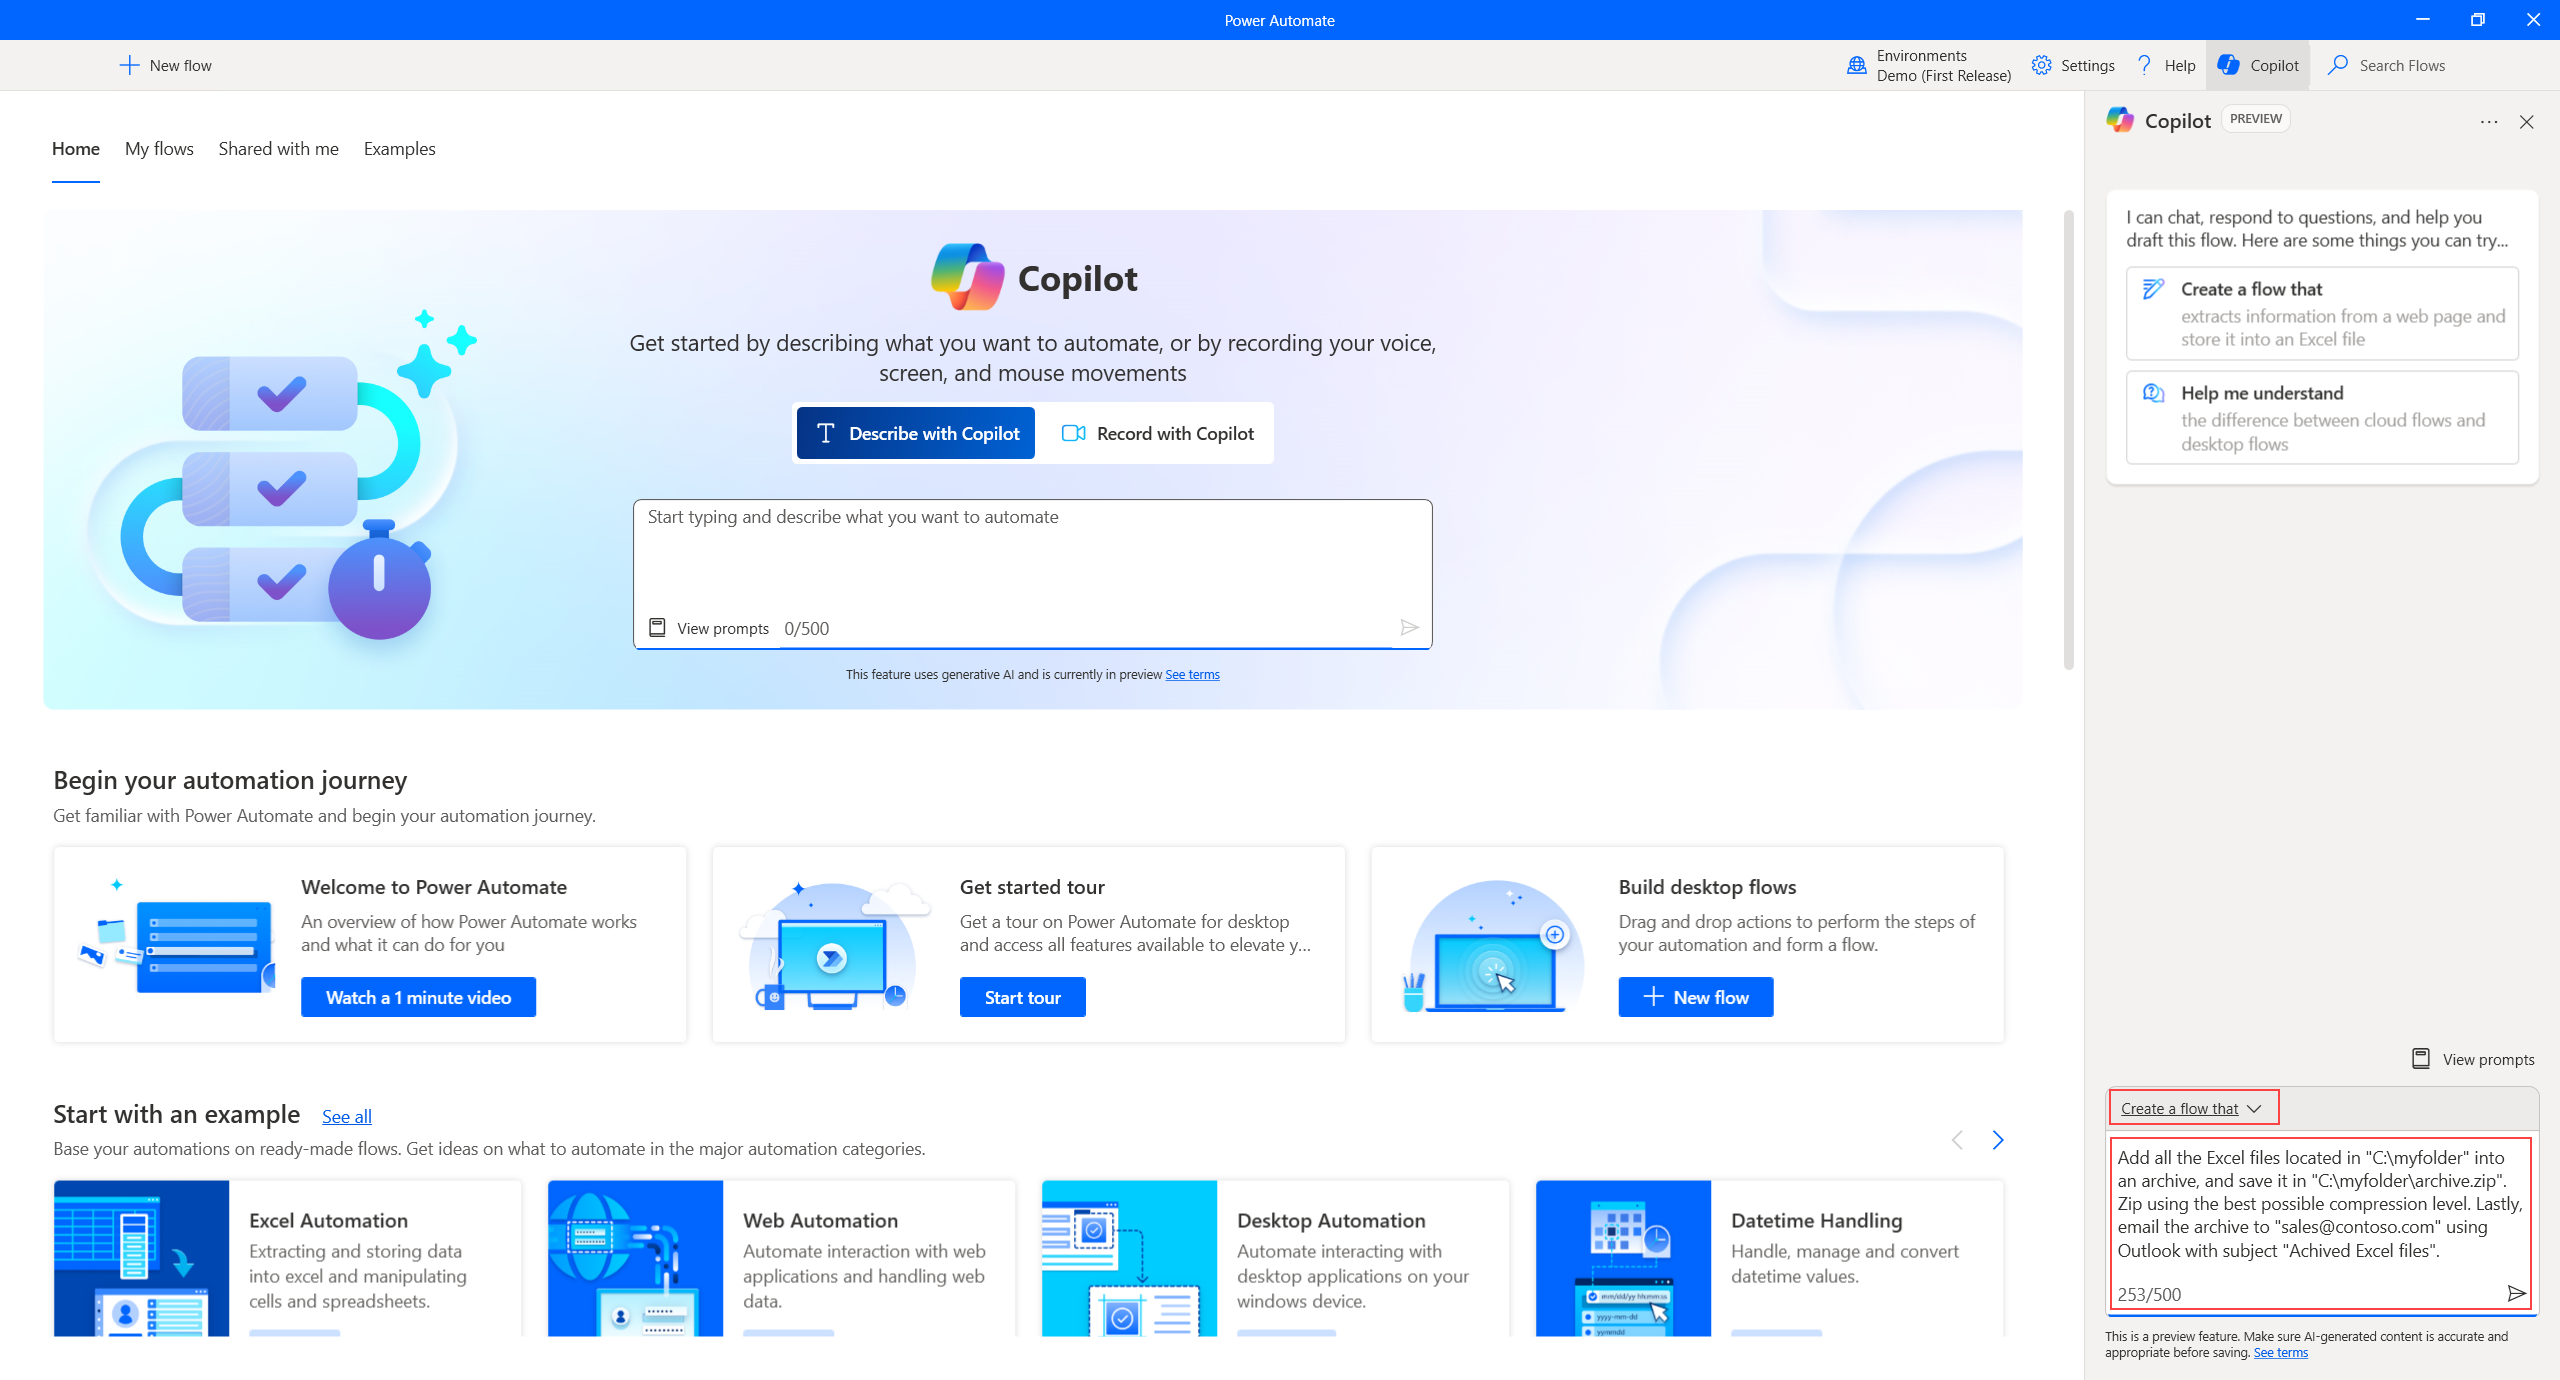 Power Automate
New flow
Environments
Demo (First Release)
Settings
Help
Copilot
Search Flows
Home
My flows
Shared with me
Examples
Copilot
Get started by describing what you want to automate, or by recording your voice,
screen, and mouse movements
Describe with Copilot
Record with Copilot
Start typing and describe what you want to automate
View prompts
0/500
This feature uses generative AI and is currently in preview See terms
Begin your automation journey
Get familiar with Power Automate and begin your automation journey.
Welcome to Power Automate
An overview of how Power Automate works
and what it can do for you
Watch a 1 minute video
Get started tour
Get a tour on Power Automate for desktop
and access all features available to elevate y...
Start tour
Build desktop flows
Drag and drop actions to perform the steps of
your automation and form a flow.
New flow
Start with an example
See all
Base your automations on ready-made flows. Get ideas on what to automate in the major automation categories.
Excel Automation
Extracting and storing data
into excel and manipulating
cells and spreadsheets.
Web Automation
Automate interaction with web
applications and handling web
data.
Desktop Automation
Automate interacting with
desktop applications on your
windows device.
mm/dd/yy hh:mm:ss
yyyy-mm-dd
yymmdd
Datetime Handling
Handle, manage and convert
datetime values.
Copilot
PREVIEW
I can chat, respond to questions, and help you
draft this flow. Here are some things you can try...
Create a flow that
extracts information from a web page and
store it into an Excel file
Help me understand
the difference between cloud flows and
desktop flows
View prompts
Create a flow that
Add all the Excel files located in "C:\myfolder" into
an archive, and save it in "C:\myfolder\archive.zip".
Zip using the best possible compression level. Lastly,
email the archive to "sales@contoso.com" using
Outlook with subject "Achived Excel files".
253/500
This is a preview feature. Make sure AI-generated content is accurate and
appropriate before saving. See terms